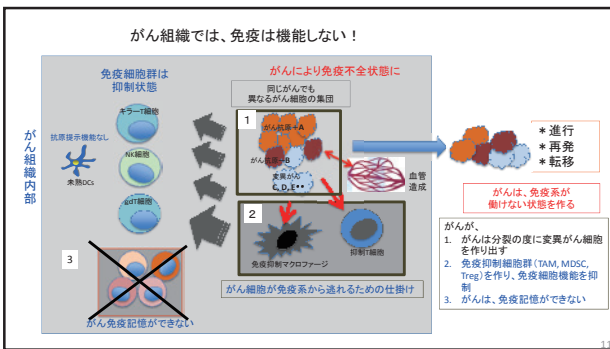 がん組織では、免疫は機能しない！
免疫細胞群は
抑制状態
がんにより免疫不全状態に
同じがんでも
異なるがん細胞の集団
がん組織内部
キラーT細胞
抗原提示機能なし
未熟DCs
NK細胞
gdT細胞
1
がん抗原＋A
がん抗原ーB
変異がん
C, D, E••
血管
造成
＊進行
＊再発
＊転移
がんは、免疫系が
働けない状態を作る
2
免疫抑制マクロファージ
抑制T細胞
がん細胞が免疫系から逃れるための仕掛け
3
がん免疫記憶ができない
がんが、
1. がんは分裂の度に変異がん細胞
を作り出す
2. 免疫抑制細胞群(TAM, MDSC,
Treg)を作り、免疫細胞機能を抑
制
3. がんは、免疫記憶ができない
11